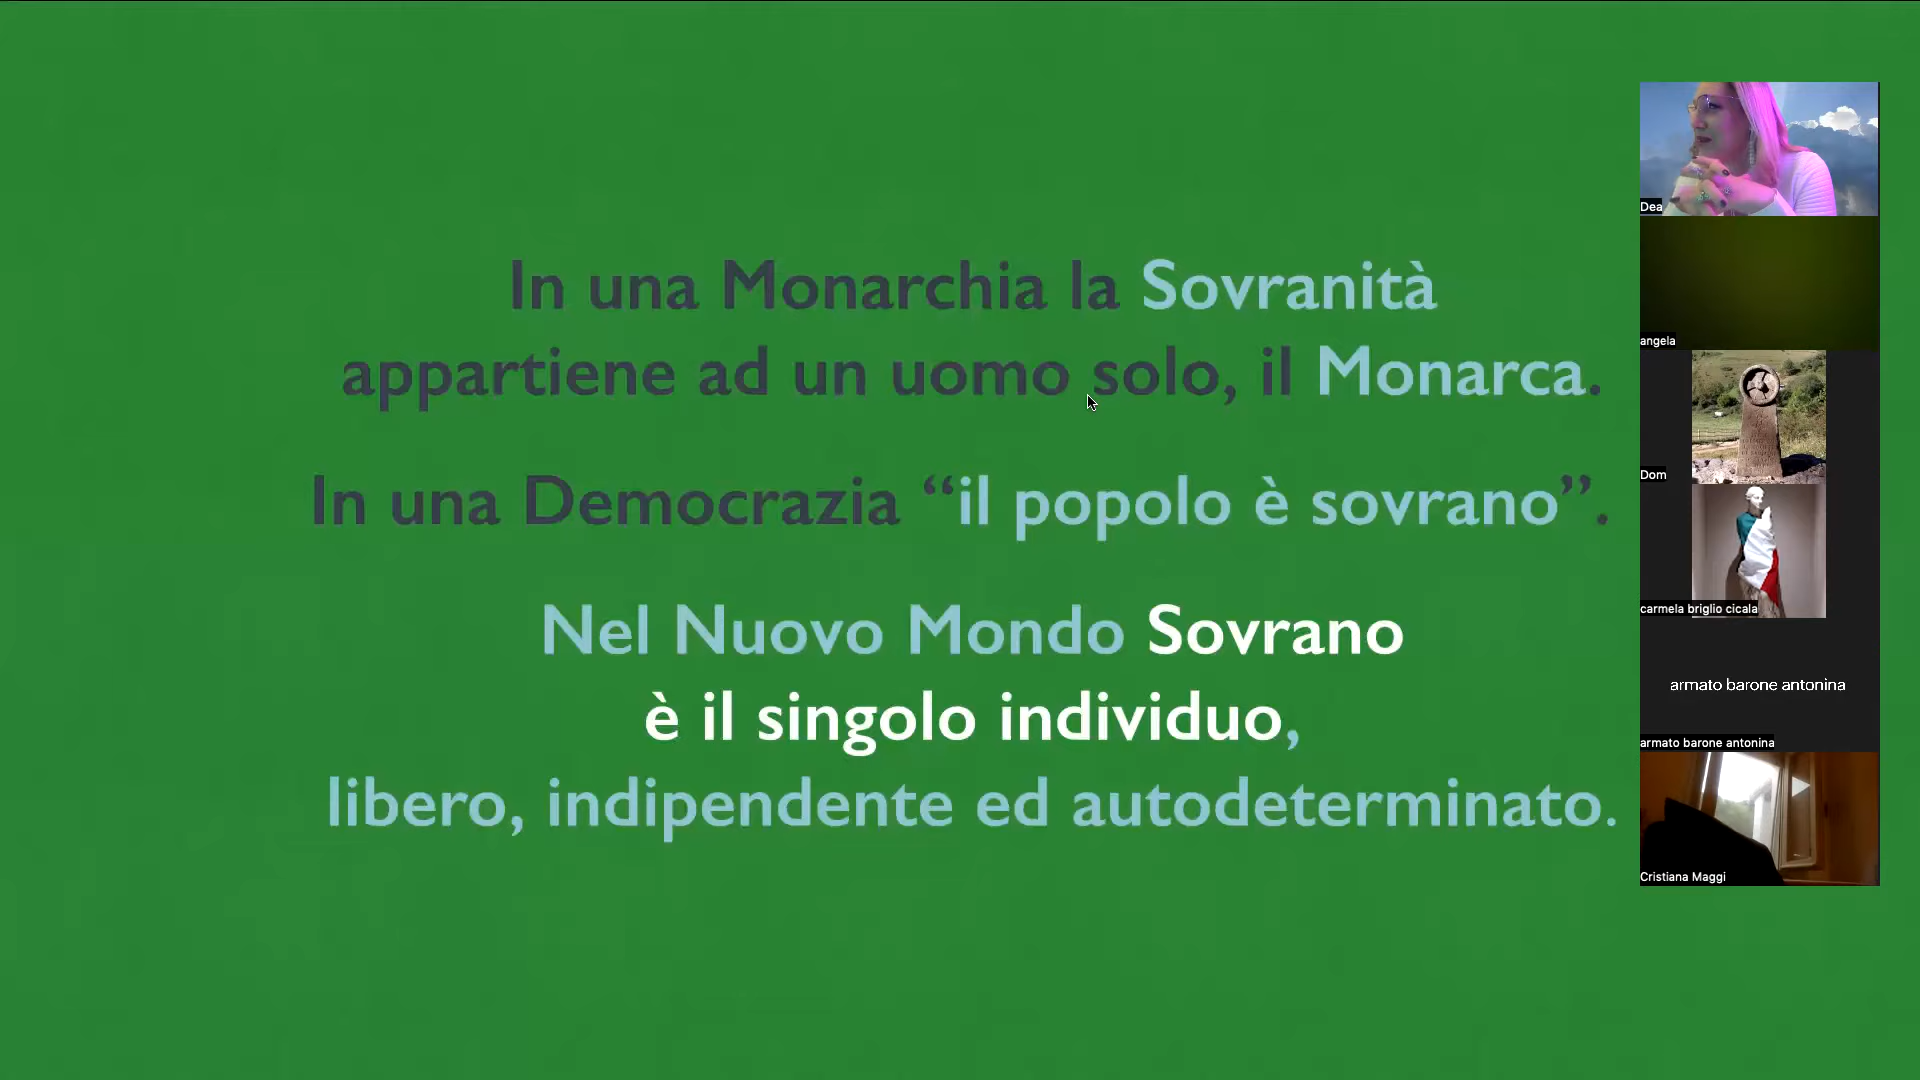 In una Monarchia la Sovranità
appartiene ad un uomo solo, il Monarca.
In una Democrazia “il popolo è sovrano”.
Nel Nuovo Mondo Sovrano
è il singolo individuo,
libero, indipendente ed autodeterminato.
Dea
angela
Dom
carmela briglio cicala
armato barone antonina
armato barone antonina
Cristiana Maggi